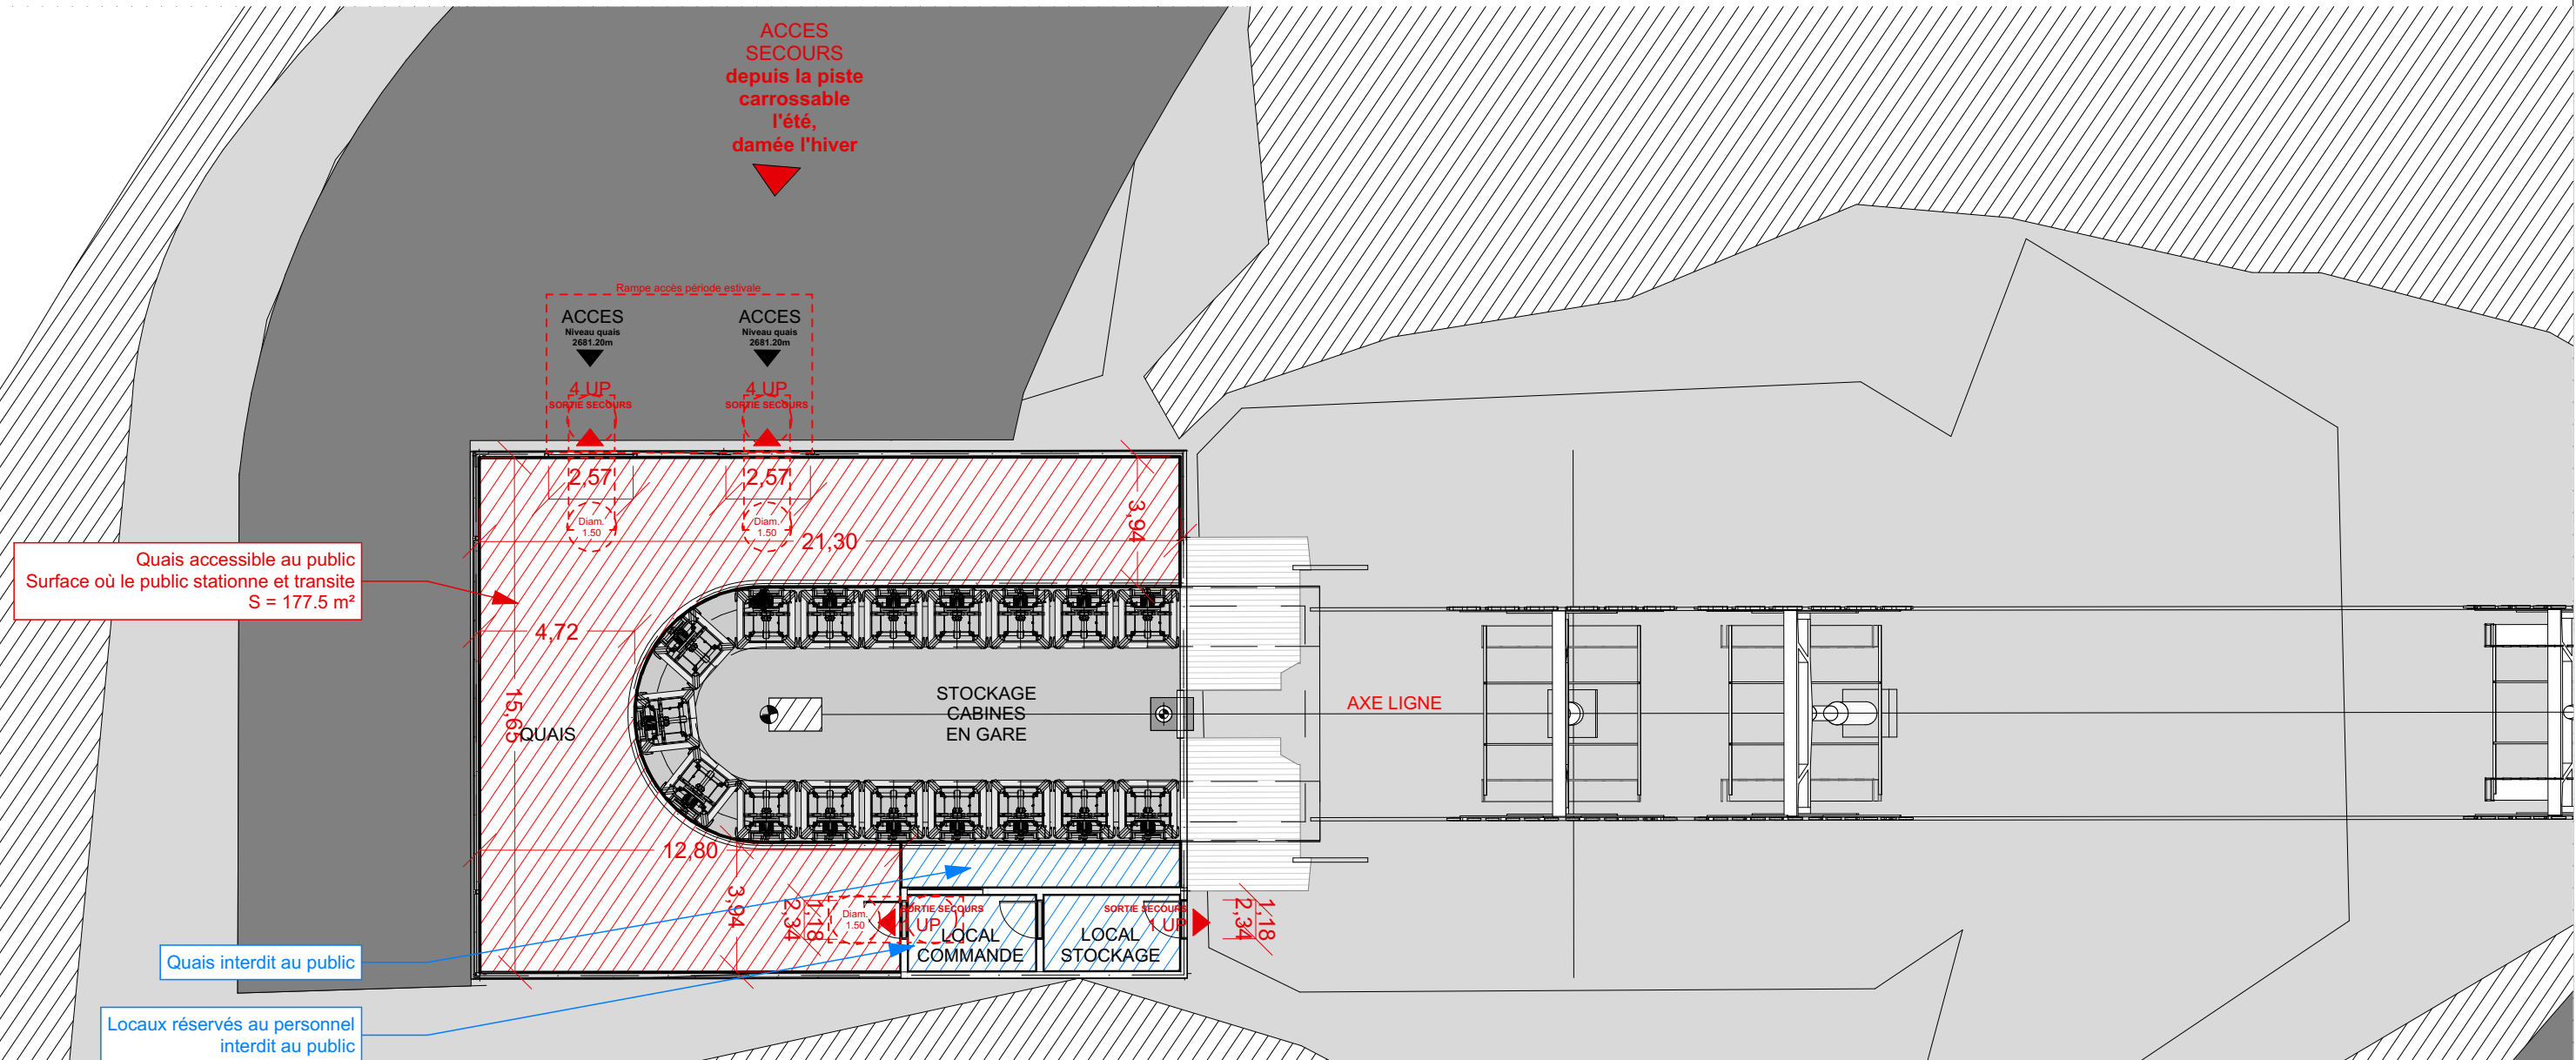 ACCES
SECOURS
depuis la piste
carrossable
l'été,
damée l'hiver
Rampe accès période estivale
ACCES
Niveau quais
2681.20m
ACCES
Niveau quais
2681.20m
4 UP
SORTIE SECOURS
4 UP
SORTIE SECOURS
2,57
2,57
3,94
Diam.
1.50
Diam.
1.50
21,30
Quais accessible au public
Surface où le public stationne et transite
S = 177.5 m²
4,72
15,65
QUAIS
STOCKAGE
CABINES
EN GARE
AXE LIGNE
12,80
3,94
2,34
1,18
Diam.
1.50
SORTIE SECOURS
1 UP
LOCAL
COMMANDE
SORTIE SECOURS
1 UP
LOCAL
STOCKAGE
2,34
1,18
Quais interdit au public
Locaux réservés au personnel
interdit au public